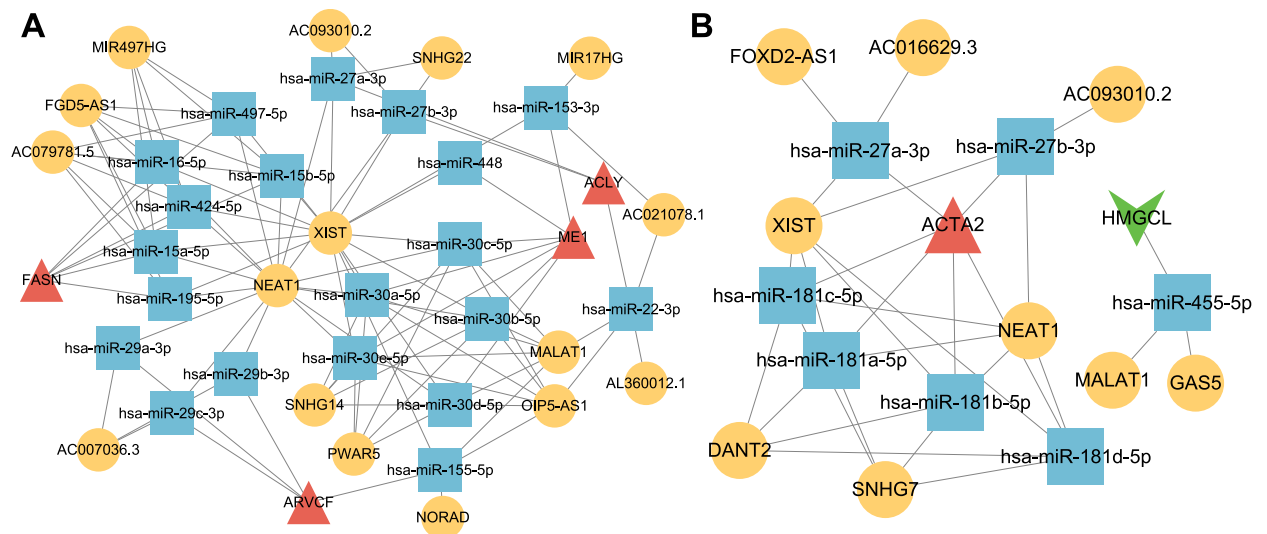 A
AC093010.2
MIR497HG
SNHG22
MIR17HG
hsa-miR-27a-3p
FGD5-AS1
hsa-miR-153-3p
hsa-miR-497-5p
hsa-miR-27b-3p
AC079781.5
hsa-miR-16-5p
hsa-miR-448
hsa-miR-15b-5p
ACLY
hsa-miR-424-5p
AC021078.1
XIST
ME1
hsa-miR-30c-5p
hsa-miR-15a-5p
FASN
NEAT1
hsa-miR-30a-5p
hsa-miR-195-5p
hsa-miR-22-3p
hsa-miR-30b-5p
hsa-miR-29a-3p
MALAT1
hsa-miR-30e-5p
hsa-miR-29b-3p
AL360012.1
SNHG14
hsa-miR-30d-5p
OIP5-AS1
hsa-miR-29c-3p
AC007036.3
PWAR5
hsa-miR-155-5p
ARVCF
NORAD
B
AC016629.3
FOXD2-AS1
AC093010.2
hsa-miR-27b-3p
hsa-miR-27a-3p
HMGCL
XIST
ACTA2
hsa-miR-181c-5p
hsa-miR-455-5p
NEAT1
hsa-miR-181a-5p
MALAT1
GAS5
hsa-miR-181b-5p
DANT2
hsa-miR-181d-5p
SNHG7